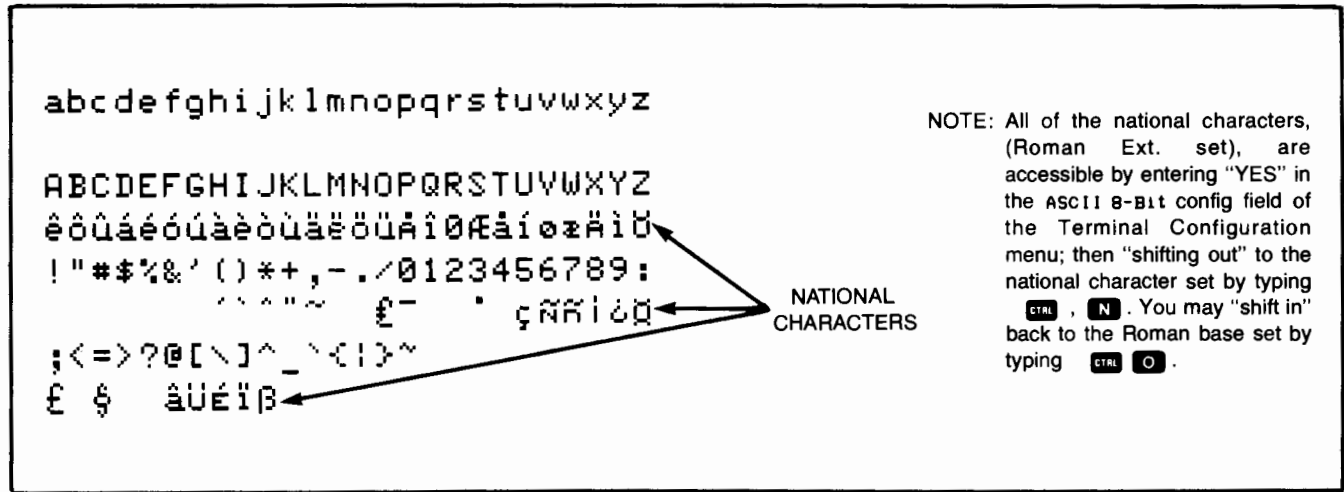 abcdefghijklmnopqrstuvwxyz
ABCDEFGHIJKLMNOPQRSTUVWXYZ
êôûáéóúàèòùäëöüÅîØÆåíøæÄìÖ
!"#$%&'()*+,-./0123456789:
´`^¨~ £¯ ° çÑñ¡¿¤
;<=>?@[\]^_`{|}~
£ § âÜÉïß
NATIONAL
CHARACTERS
NOTE: All of the national characters,
(Roman Ext. set), are
accessible by entering "YES" in
the ASCII 8-Bit config field of
the Terminal Configuration
menu; then "shifting out" to the
national character set by typing
CTRL , N . You may "shift in"
back to the Roman base set by
typing CTRL O .